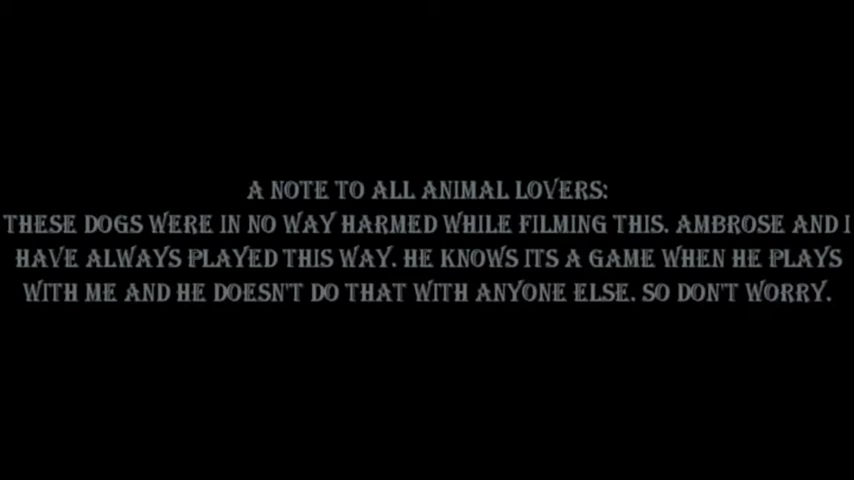 A NOTE TO ALL ANIMAL LOVERS:
THESE DOGS WERE IN NO WAY HARMED WHILE FILMING THIS. AMBROSE AND I
HAVE ALWAYS PLAYED THIS WAY. HE KNOWS ITS A GAME WHEN HE PLAYS
WITH ME AND HE DOESN'T DO THAT WITH ANYONE ELSE. SO DON'T WORRY.